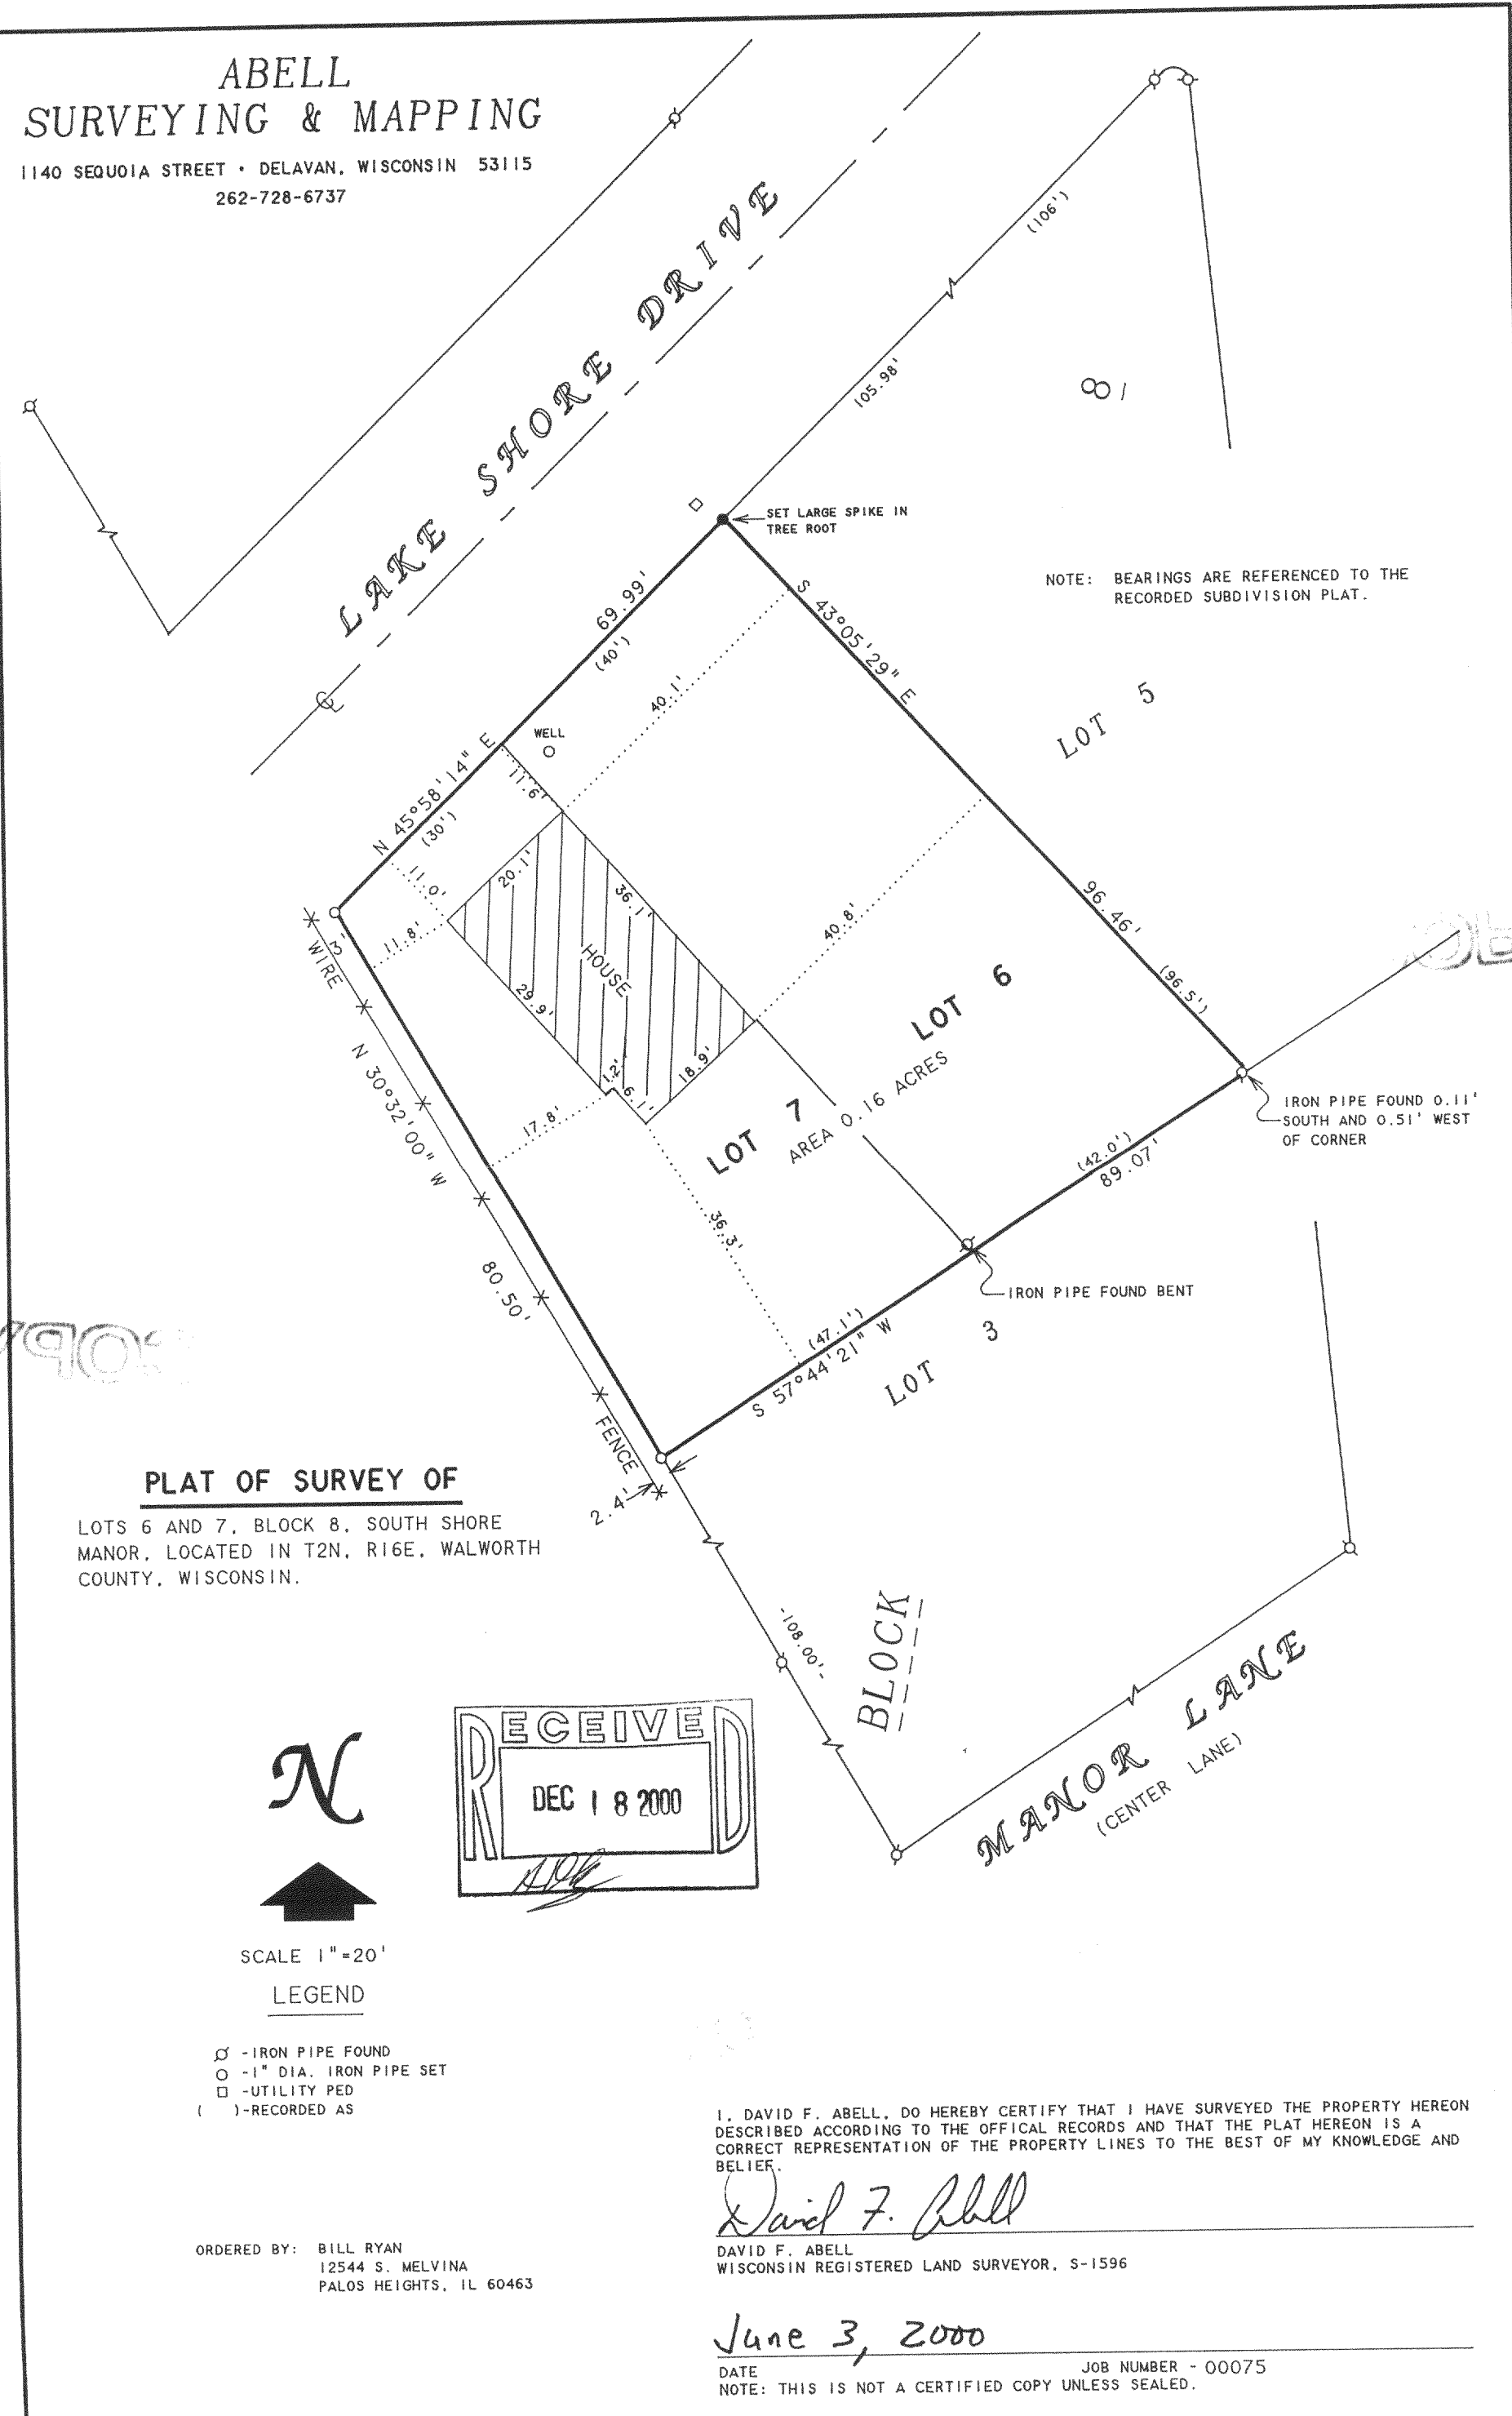 ABELL
SURVEYING & MAPPING
1140 SEQUOIA STREET • DELAVAN, WISCONSIN 53115
262-728-6737
LAKE SHORE DRIVE
(106')
105.98'
8
SET LARGE SPIKE IN
TREE ROOT
NOTE: BEARINGS ARE REFERENCED TO THE
RECORDED SUBDIVISION PLAT.
69.99'
(40')
S 43°05'29" E
40.1'
LOT 5
WELL
N 45°58'14" E
(30')
11.6'
11.0'
20.1'
36.1'
HOUSE
29.9'
1.2'
6.1'
18.9'
40.8'
96.46'
(96.5')
3'
11.8'
WIRE
N 30°32'00" W
17.8'
LOT 6
LOT 7
AREA 0.16 ACRES
IRON PIPE FOUND 0.11'
SOUTH AND 0.51' WEST
OF CORNER
(42.0')
89.07'
36.3'
80.50'
IRON PIPE FOUND BENT
(47.1')
S 57°44'21" W
LOT 3
FENCE
2.4'
PLAT OF SURVEY OF
LOTS 6 AND 7, BLOCK 8, SOUTH SHORE
MANOR, LOCATED IN T2N, R16E, WALWORTH
COUNTY, WISCONSIN.
-108.00'-
BLOCK
MANOR LANE
(CENTER LANE)
RECEIVED
DEC 18 2000
N
SCALE 1"=20'
LEGEND
-IRON PIPE FOUND
-1" DIA. IRON PIPE SET
-UTILITY PED
( )-RECORDED AS
I, DAVID F. ABELL, DO HEREBY CERTIFY THAT I HAVE SURVEYED THE PROPERTY HEREON
DESCRIBED ACCORDING TO THE OFFICAL RECORDS AND THAT THE PLAT HEREON IS A
CORRECT REPRESENTATION OF THE PROPERTY LINES TO THE BEST OF MY KNOWLEDGE AND
BELIEF.
David F. Abell
DAVID F. ABELL
WISCONSIN REGISTERED LAND SURVEYOR, S-1596
ORDERED BY: BILL RYAN
12544 S. MELVINA
PALOS HEIGHTS, IL 60463
June 3, 2000
DATE JOB NUMBER - 00075
NOTE: THIS IS NOT A CERTIFIED COPY UNLESS SEALED.